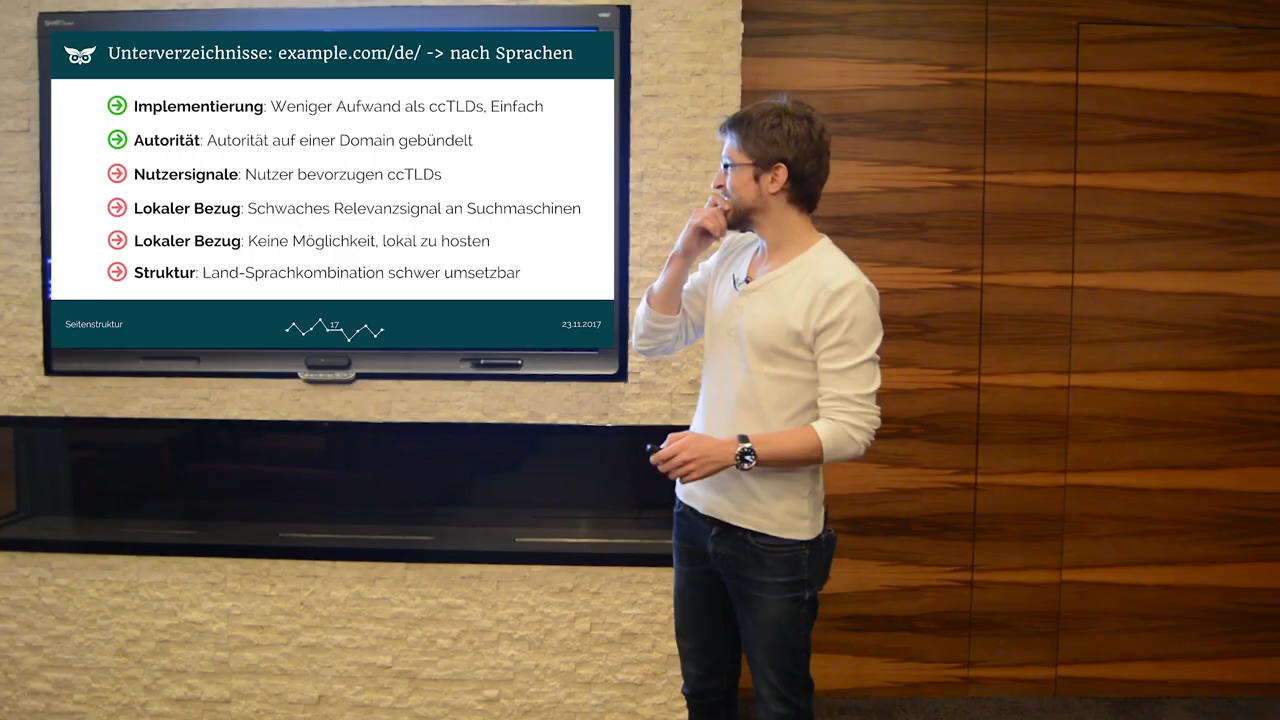 Unterverzeichnisse: example.com/de/ -> nach Sprachen
Implementierung: Weniger Aufwand als ccTLDs, Einfach
Autorität: Autorität auf einer Domain gebündelt
Nutzersignale: Nutzer bevorzugen ccTLDs
Lokaler Bezug: Schwaches Relevanzsignal an Suchmaschinen
Lokaler Bezug: Keine Möglichkeit, lokal zu hosten
Struktur: Land-Sprachkombination schwer umsetzbar
Seitenstruktur
17
23.11.2017